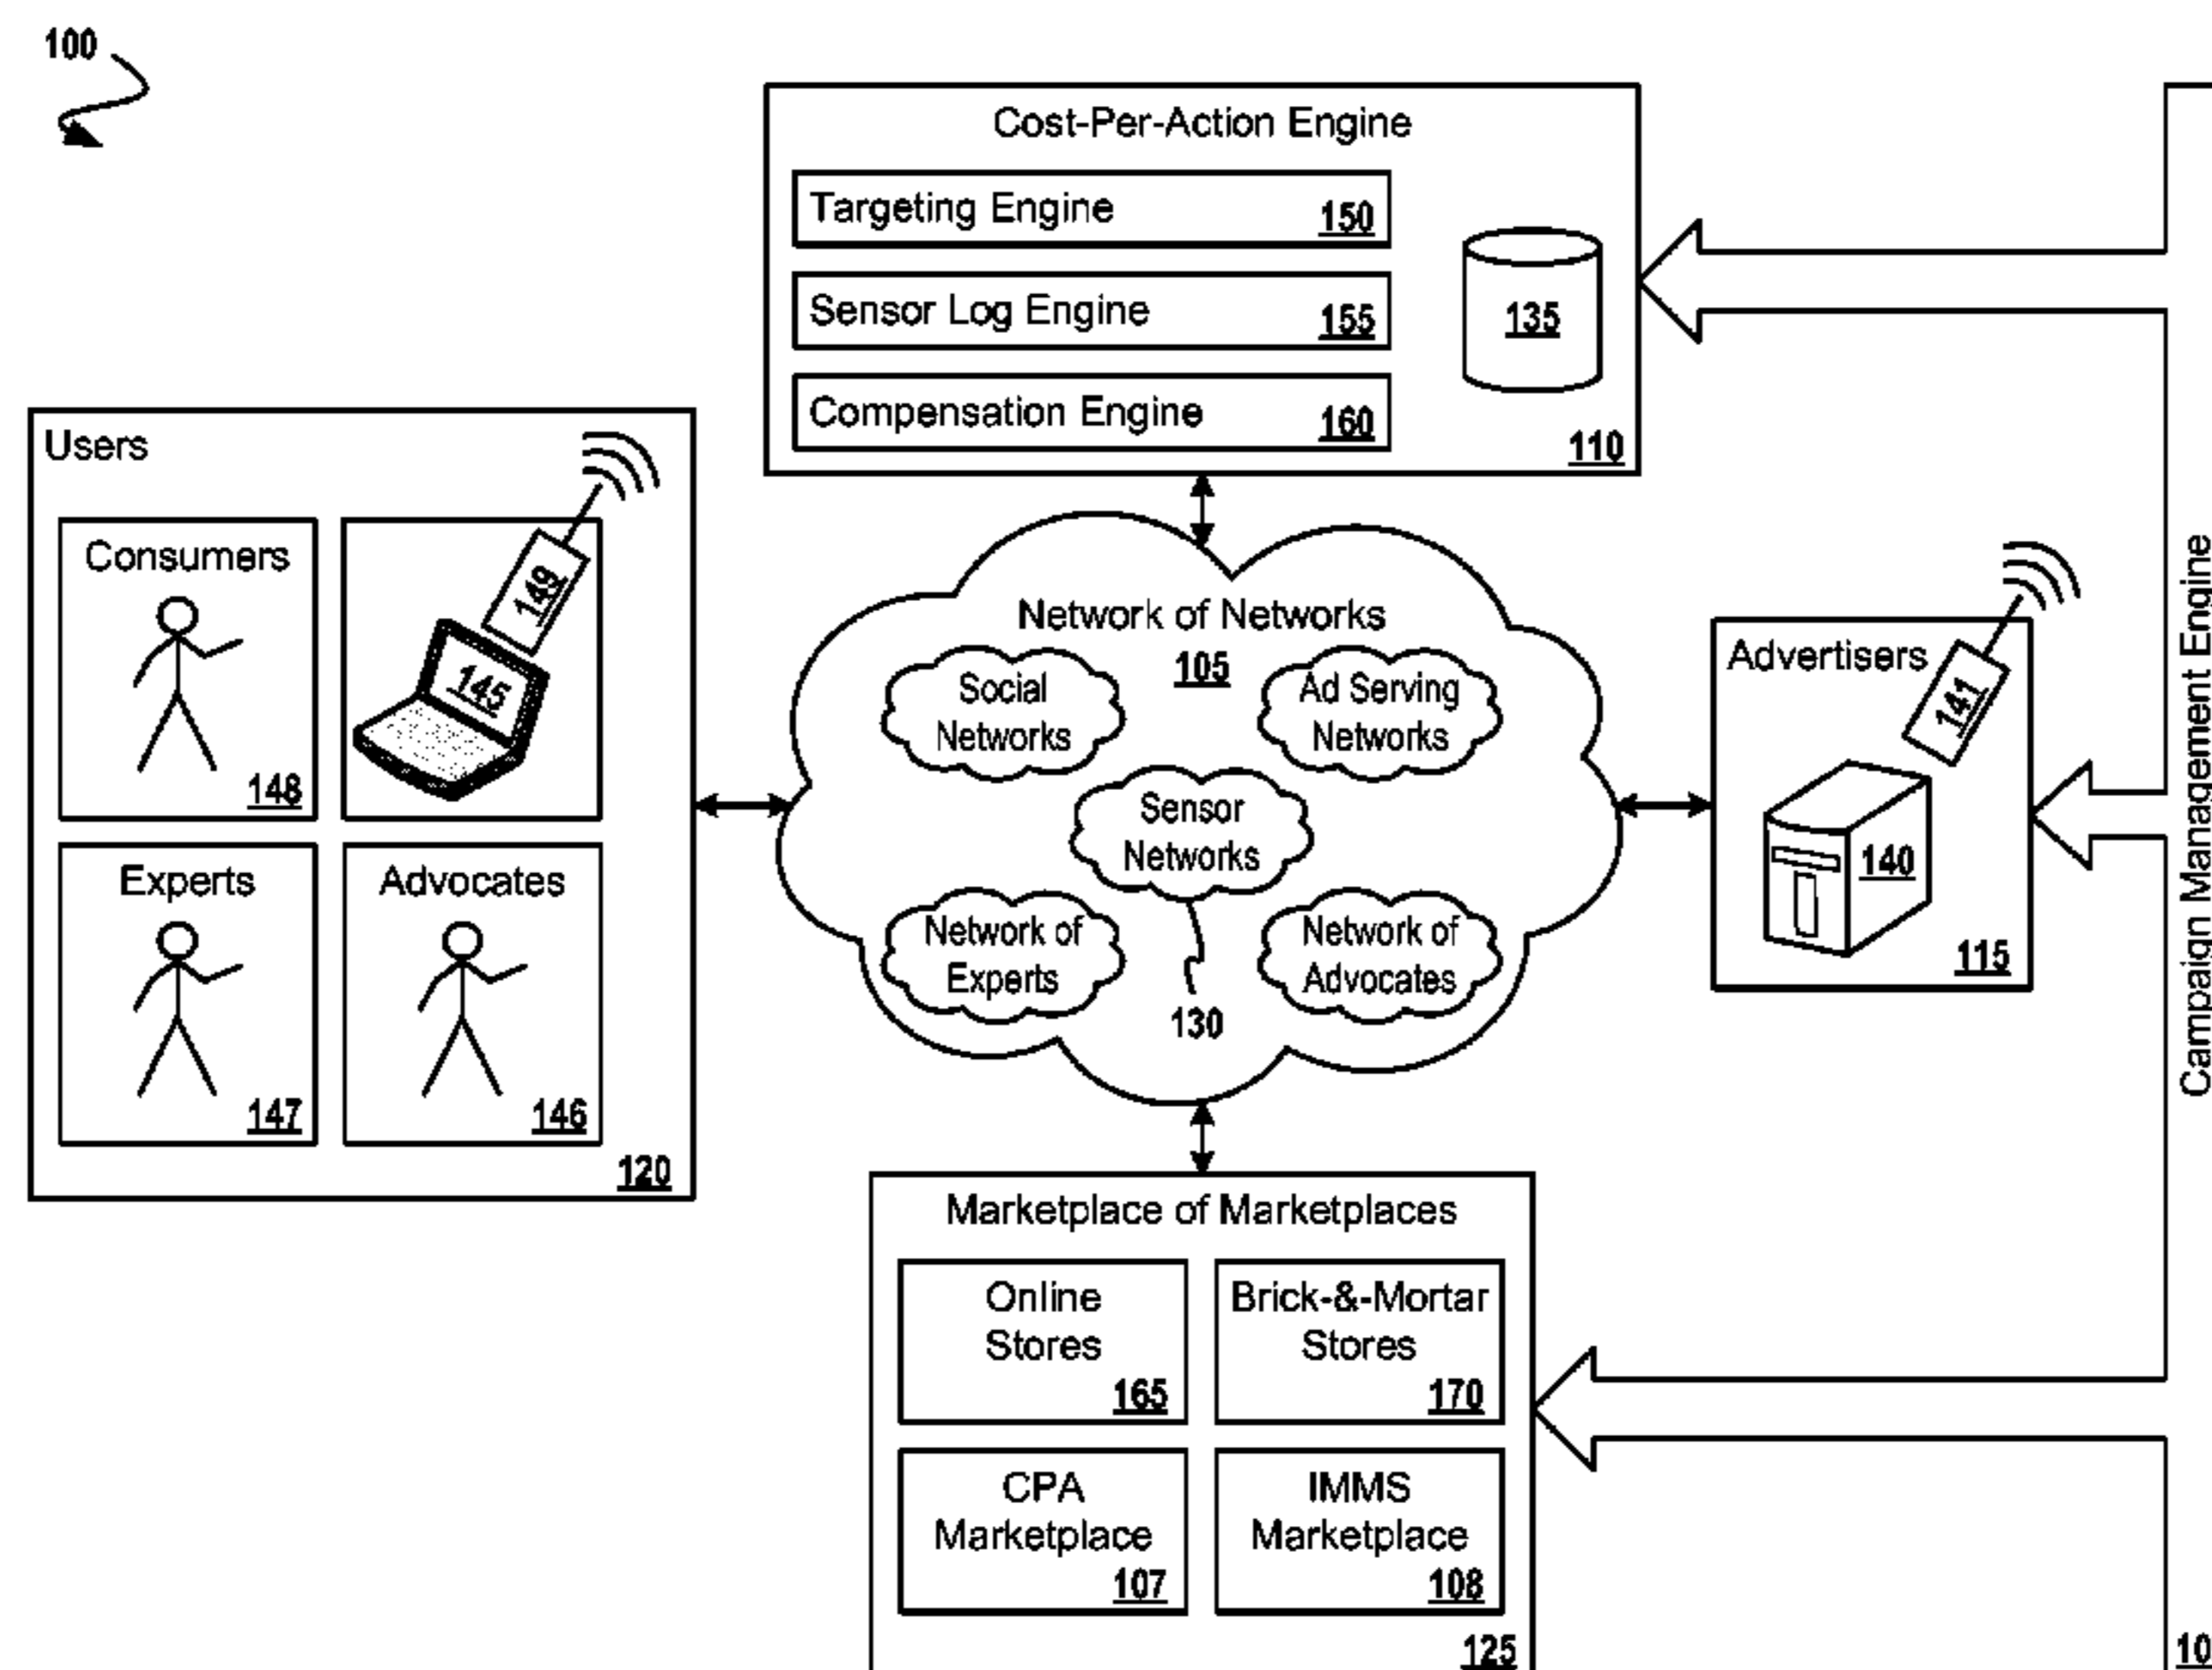 100
Cost-Per-Action Engine
Targeting Engine 150
Sensor Log Engine 155
Compensation Engine 160
135
110
Users
Consumers
148
149
145
Experts
147
Advocates
146
120
Network of Networks
105
Social
Networks
Ad Serving
Networks
Sensor
Networks
Network of
Experts
Network of
Advocates
130
Advertisers
141
140
115
Campaign Management Engine
Marketplace of Marketplaces
Online
Stores
165
Brick-&-Mortar
Stores
170
CPA
Marketplace
107
IMMS
Marketplace
108
125